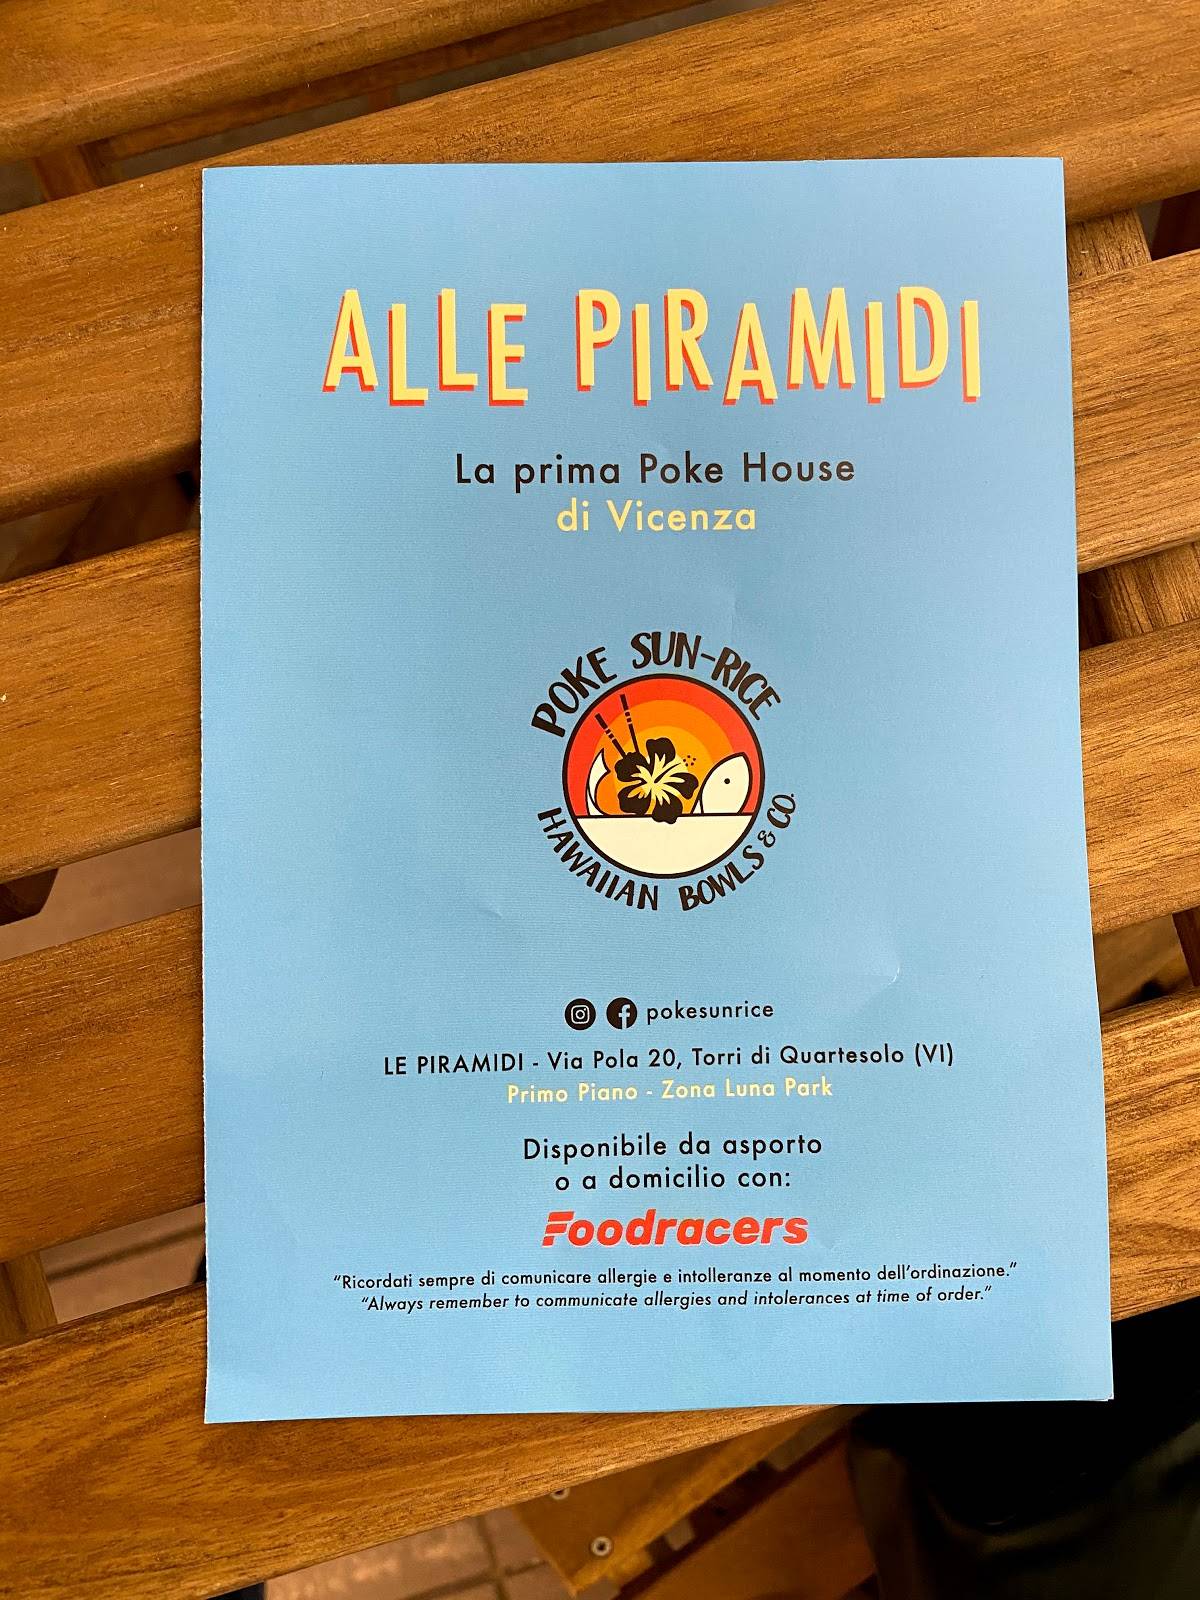 ALLE PIRAMIDI
La prima Poke House
di Vicenza
POKE SUN-RICE
HAWAIIAN BOWLS & CO.
pokesunrice
LE PIRAMIDI - Via Pola 20, Torri di Quartesolo (VI)
Primo Piano - Zona Luna Park
Disponibile da asporto
o a domicilio con:
Foodracers
“Ricordati sempre di comunicare allergie e intolleranze al momento dell’ordinazione.”
“Always remember to communicate allergies and intolerances at time of order.”